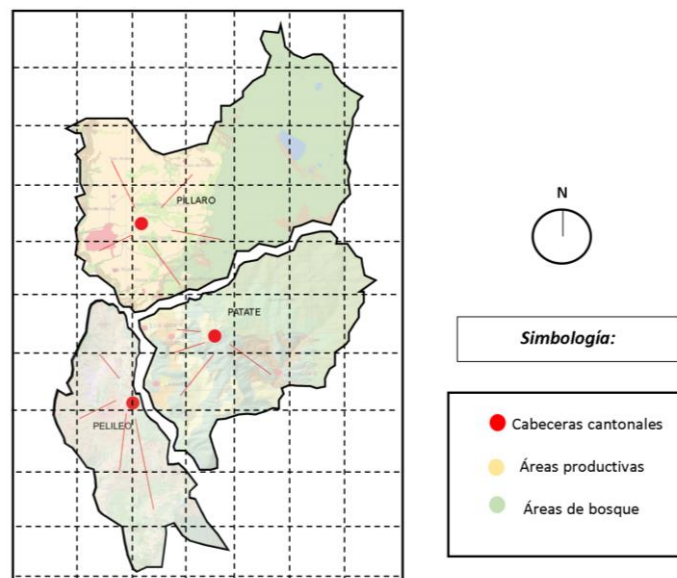 PILLARO
PATATE
PELILEO
N
Simbología:
Cabeceras cantonales
Áreas productivas
Áreas de bosque